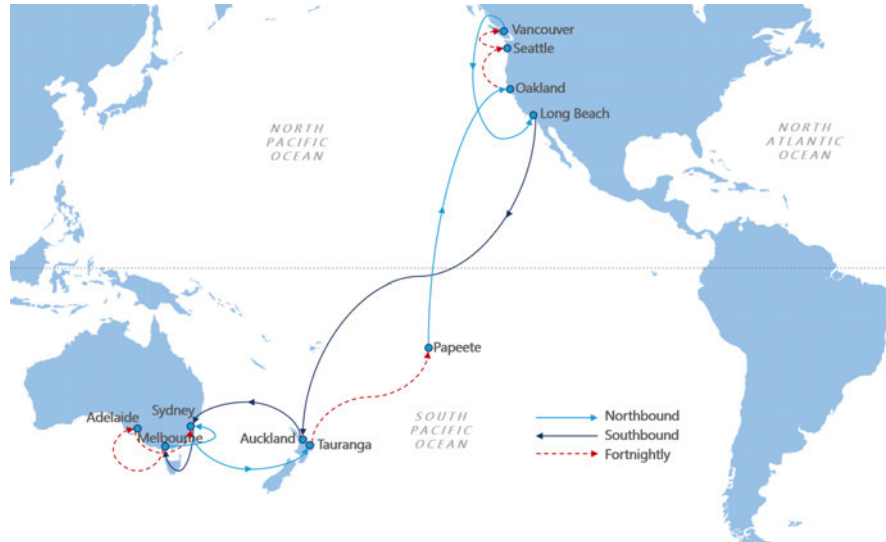 Vancouver
Seattle
Oakland
Long Beach
NORTH
PACIFIC
OCEAN
NORTH
ATLANTIC
OCEAN
Papeete
Sydney
Adelaide
Melbourne
Auckland
Tauranga
SOUTH
PACIFIC
OCEAN
Northbound
Southbound
Fortnightly